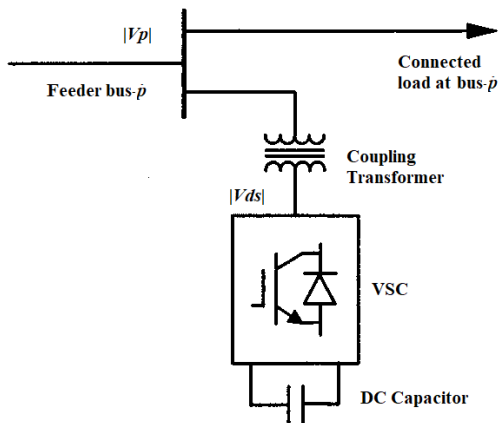 |Vp|
Feeder bus-ṗ
Connected
load at bus-ṗ
Coupling
Transformer
|Vds|
VSC
DC Capacitor